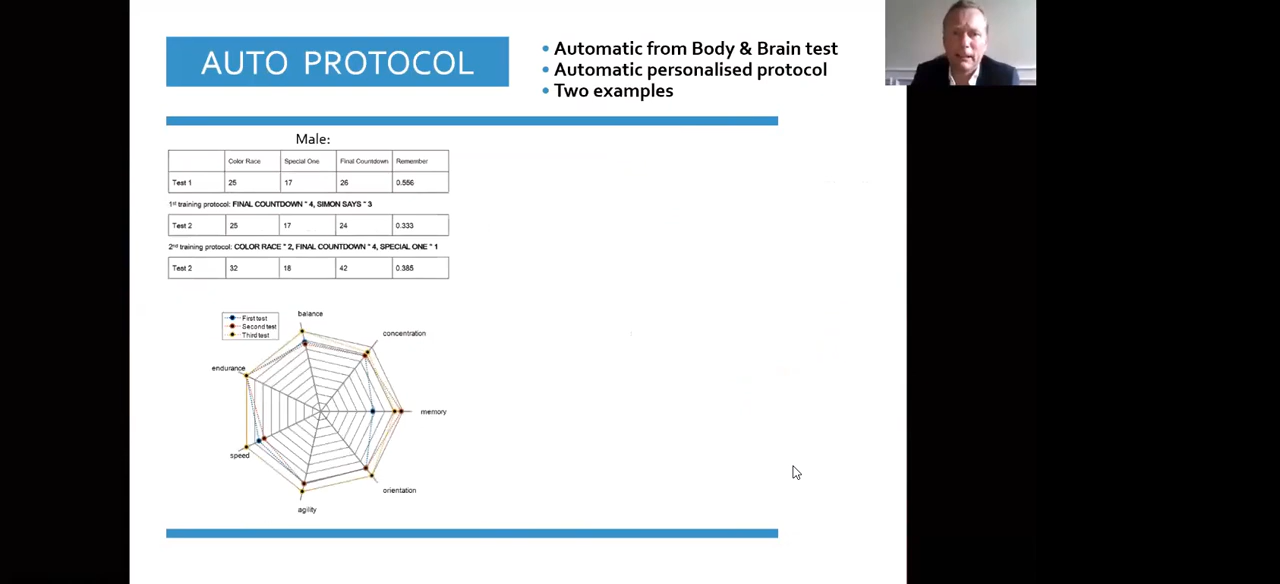 AUTO PROTOCOL
• Automatic from Body & Brain test
• Automatic personalised protocol
• Two examples
Male:
Color Race Special One Final Countdown Remember
Test 1 25 17 26 0.556
1st training protocol: FINAL COUNTDOWN * 4, SIMON SAYS * 3
Test 2 25 17 24 0.333
2nd training protocol: COLOR RACE * 2, FINAL COUNTDOWN * 4, SPECIAL ONE * 1
Test 2 32 18 42 0.385
First test
Second test
Third test
balance
concentration
endurance
memory
speed
orientation
agility